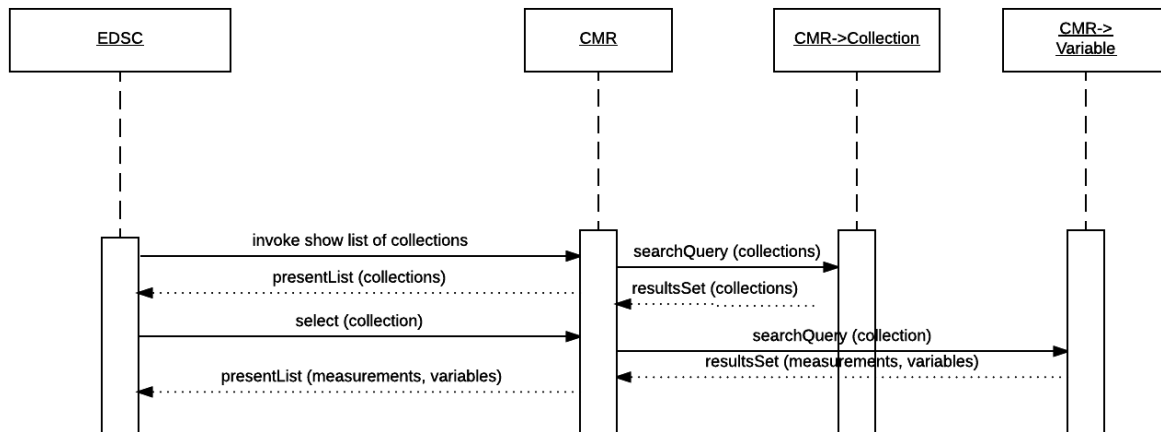 EDSC
CMR
CMR->Collection
CMR->
Variable
invoke show list of collections
searchQuery (collections)
presentList (collections)
resultsSet (collections)
select (collection)
searchQuery (collection)
resultsSet (measurements, variables)
presentList (measurements, variables)